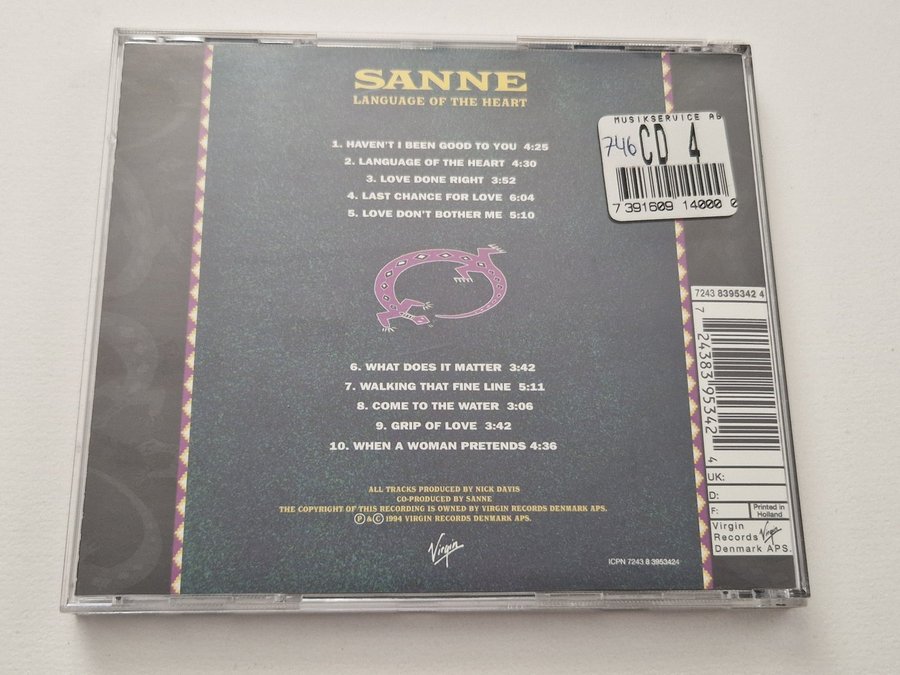 SANNE
LANGUAGE OF THE HEART
1. HAVEN'T I BEEN GOOD TO YOU 4:25
2. LANGUAGE OF THE HEART 4:30
3. LOVE DONE RIGHT 3:52
4. LAST CHANCE FOR LOVE 6:04
5. LOVE DON'T BOTHER ME 5:10
6. WHAT DOES IT MATTER 3:42
7. WALKING THAT FINE LINE 5:11
8. COME TO THE WATER 3:06
9. GRIP OF LOVE 3:42
10. WHEN A WOMAN PRETENDS 4:36
ALL TRACKS PRODUCED BY NICK DAVIS
CO-PRODUCED BY SANNE
THE COPYRIGHT OF THIS RECORDING IS OWNED BY VIRGIN RECORDS DENMARK APS.
Ⓟ&© 1994 VIRGIN RECORDS DENMARK APS.
Virgin
ICPN 7243 8 3953424
MUSIKSERVICE AB
746 CD 4
7 391609 14000 0
7243 8395342 4
7 24383 95342 4
UK:
D:
F:
Printed in
Holland
Virgin
Records
Denmark APS.
Virgin